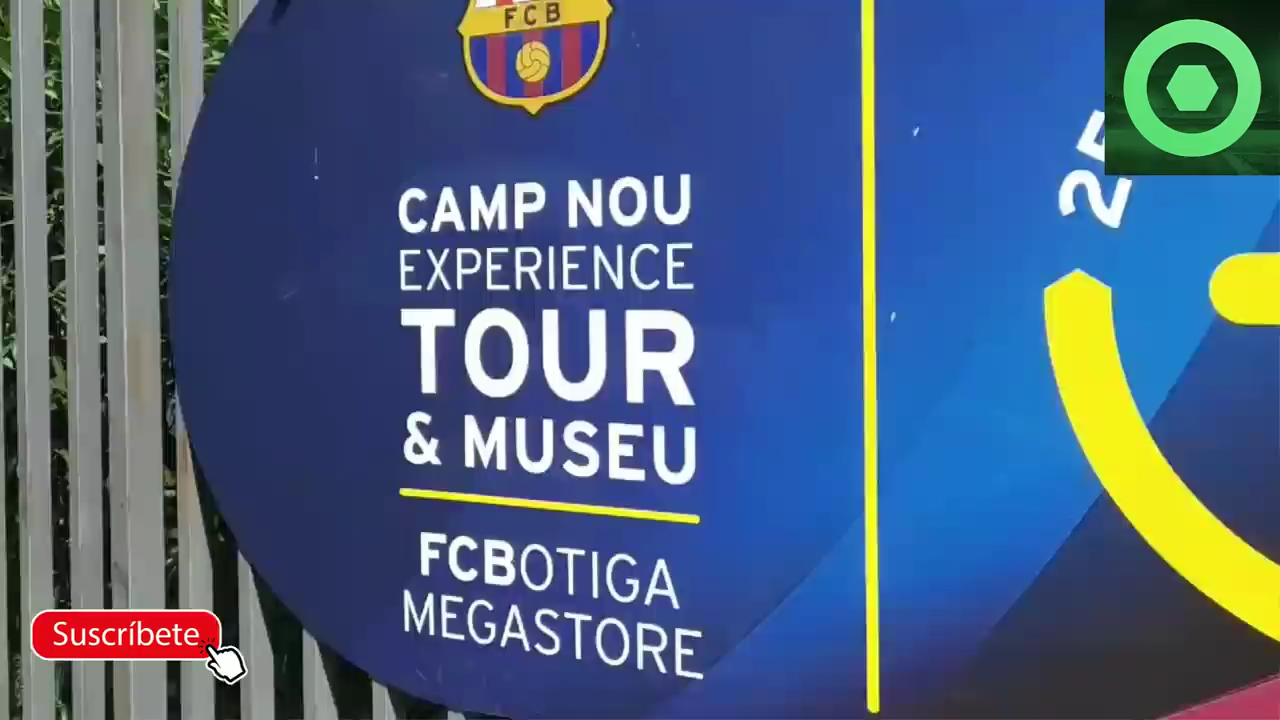 FCB
CAMP NOU
EXPERIENCE
TOUR
& MUSEU
FCBOTIGA
MEGASTORE
Suscríbete